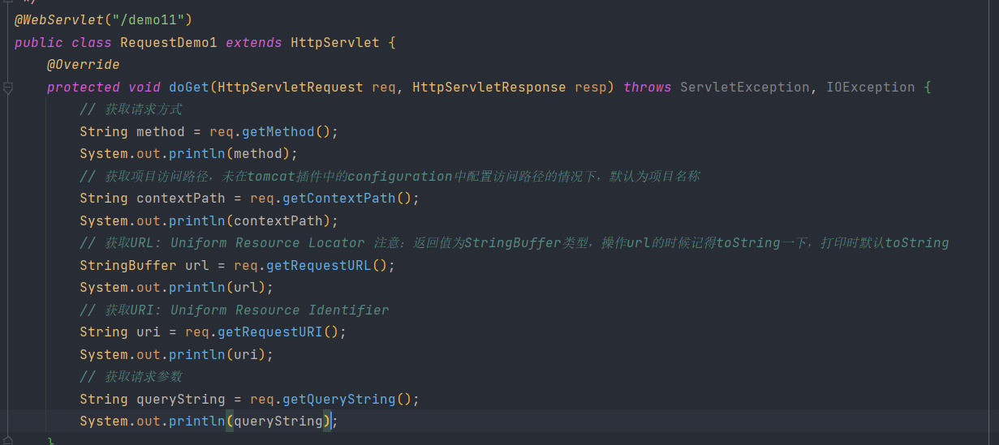 */
@WebServlet("/demo11")
public class RequestDemo1 extends HttpServlet {
@Override
protected void doGet(HttpServletRequest req, HttpServletResponse resp) throws ServletException, IOException {
// 获取请求方式
String method = req.getMethod();
System.out.println(method);
// 获取项目访问路径，未在tomcat插件中的configuration中配置访问路径的情况下，默认为项目名称
String contextPath = req.getContextPath();
System.out.println(contextPath);
// 获取URL: Uniform Resource Locator 注意：返回值为StringBuffer类型，操作url的时候记得toString一下，打印时默认toString
StringBuffer url = req.getRequestURL();
System.out.println(url);
// 获取URI: Uniform Resource Identifier
String uri = req.getRequestURI();
System.out.println(uri);
// 获取请求参数
String queryString = req.getQueryString();
System.out.println(queryString);
}